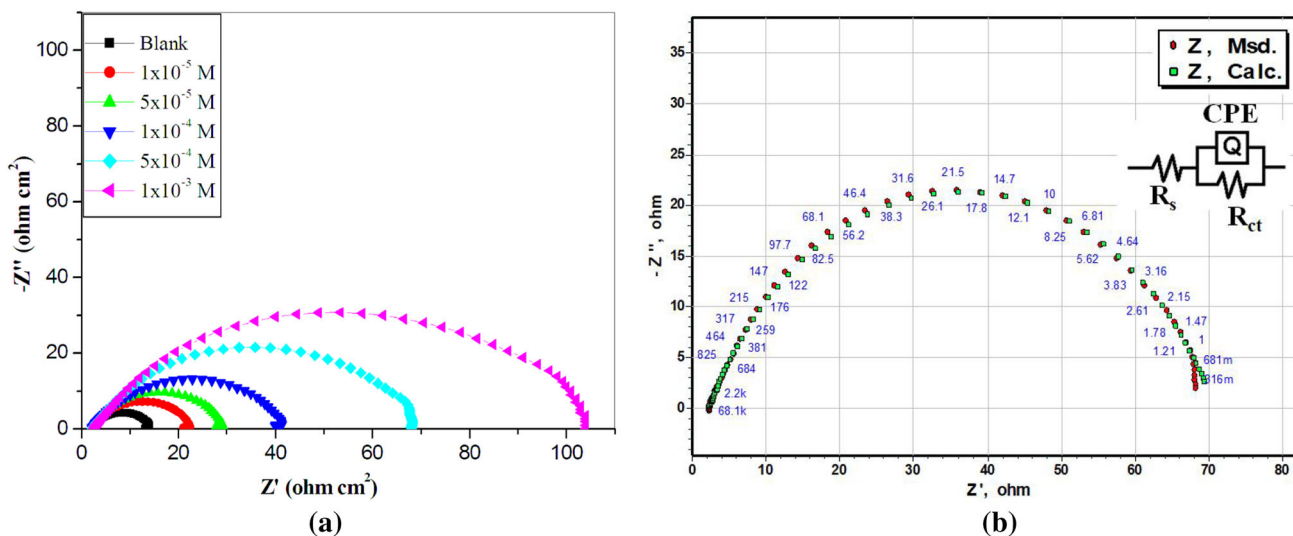 110
100
80
60
40
20
0
0
20
40
60
80
100
-Z'' (ohm cm²)
Z' (ohm cm²)
Blank
1x10⁻⁵ M
5x10⁻⁵ M
1x10⁻⁴ M
5x10⁻⁴ M
1x10⁻³ M
(a)
35
30
25
20
15
10
5
0
0
10
20
30
40
50
60
70
80
-Z'', ohm
Z', ohm
Z, Msd.
Z, Calc.
CPE
Q
Rs
Rct
68.1k
2.2k
825
684
464
381
317
259
215
176
147
122
97.7
82.5
68.1
56.2
46.4
38.3
31.6
26.1
21.5
17.8
14.7
12.1
10
8.25
6.81
5.62
4.64
3.83
3.16
2.61
2.15
1.78
1.47
1.21
1
681m
316m
(b)